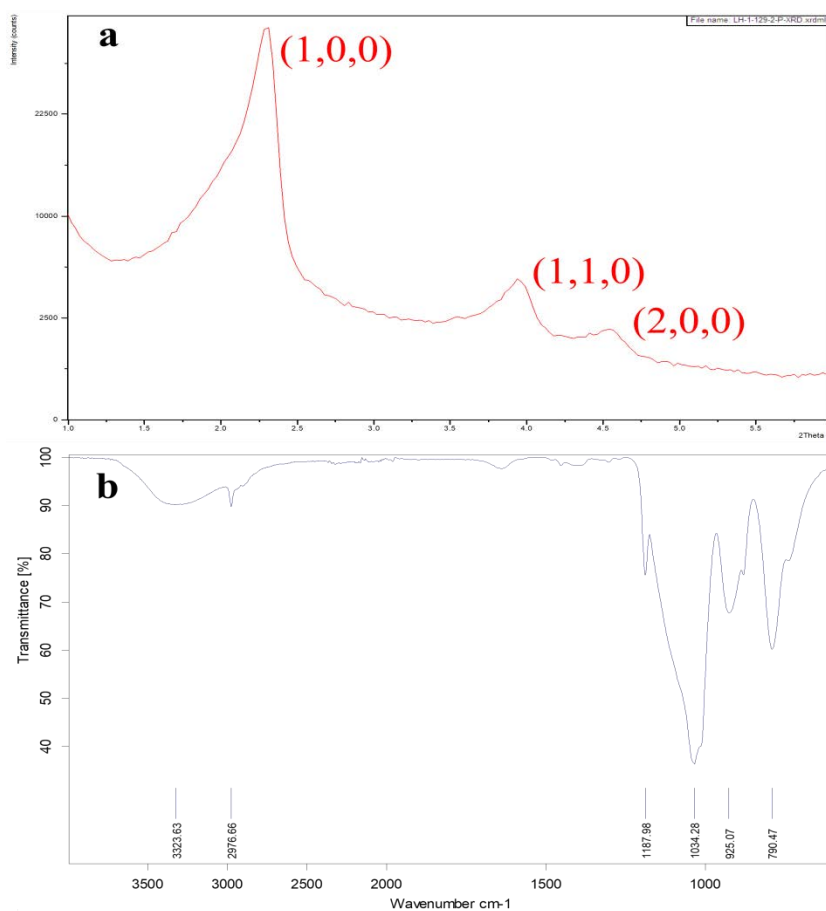 File name: LH-1-129-2-P-XRD.xrdml
Intensity (counts)
a
(1,0,0)
22500
10000
(1,1,0)
(2,0,0)
2500
0
1.0 1.5 2.0 2.5 3.0 3.5 4.0 4.5 5.0 5.5
2Theta
b
100
90
80
70
60
50
40
Transmittance [%]
3323.63
2976.66
1187.98
1034.28
925.07
790.47
3500 3000 2500 2000 1500 1000
Wavenumber cm-1